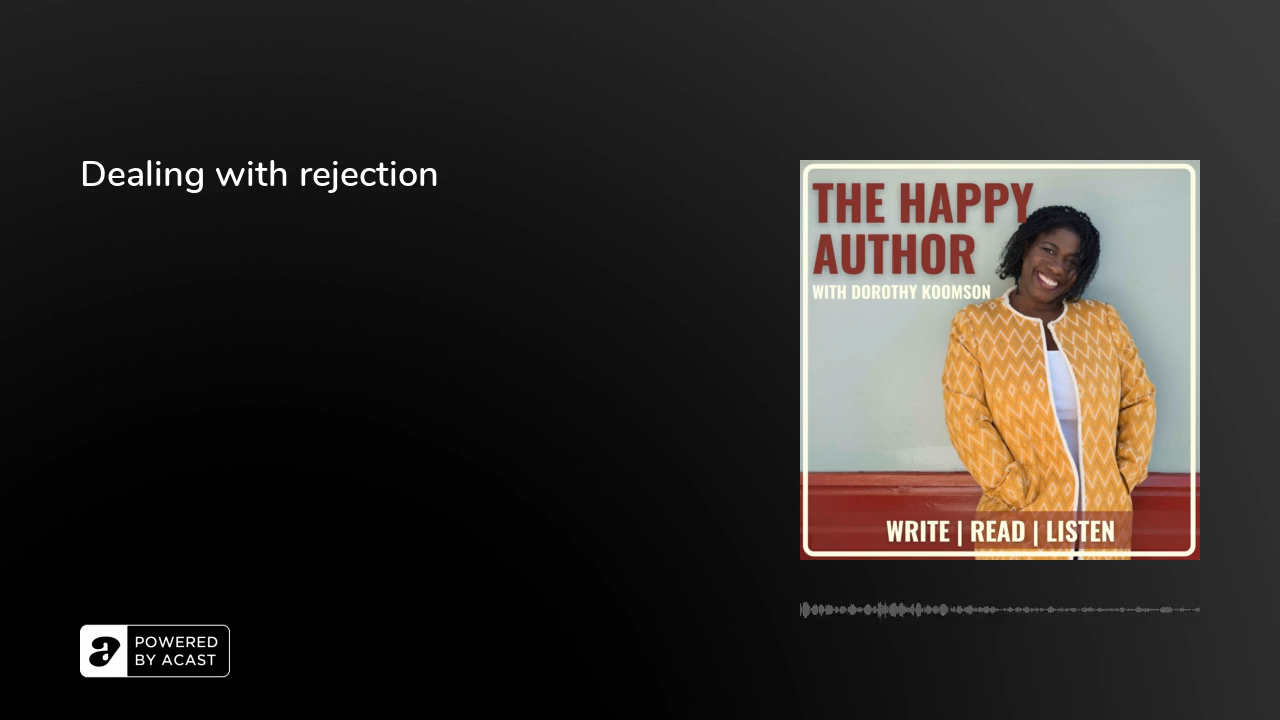 Dealing with rejection
THE HAPPY
AUTHOR
WITH DOROTHY KOOMSON
WRITE | READ | LISTEN
POWERED
BY ACAST